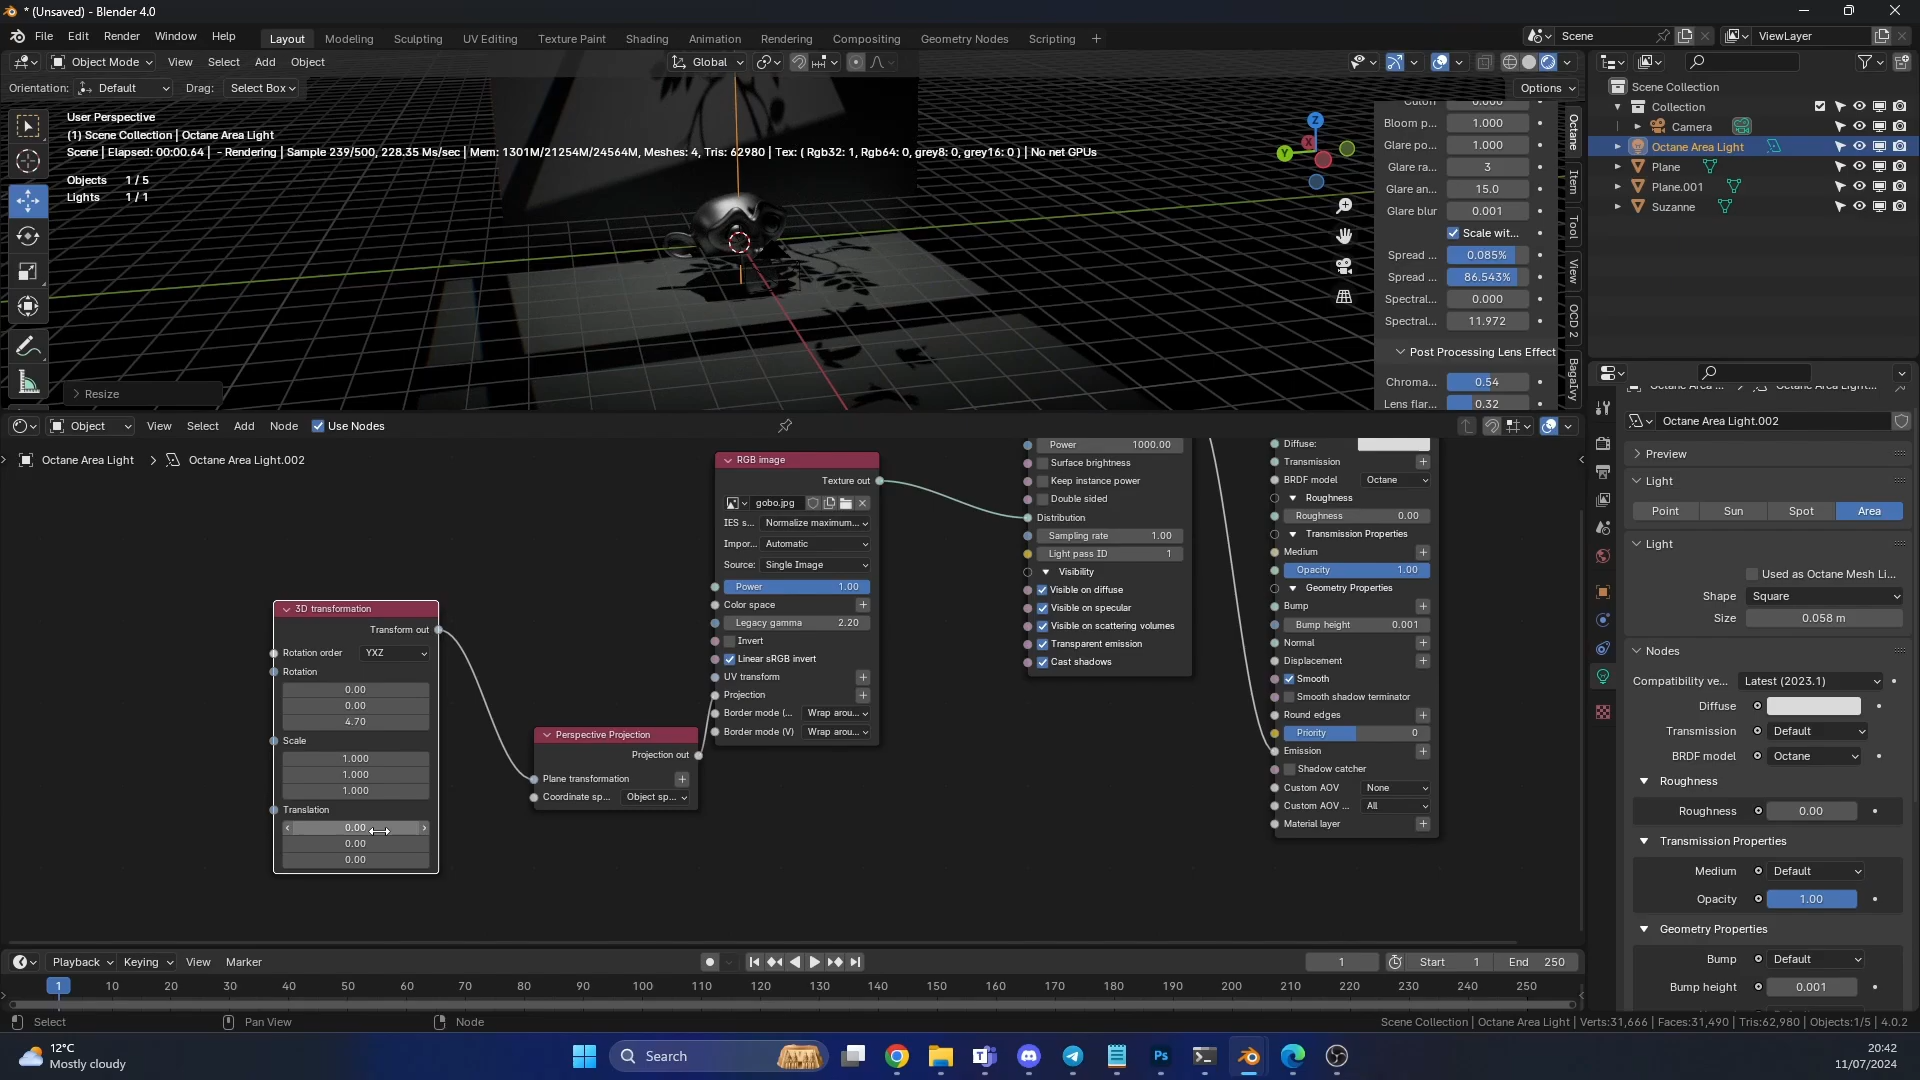 * (Unsaved) - Blender 4.0
File Edit Render Window Help
Layout Modeling Sculpting UV Editing Texture Paint Shading Animation Rendering Compositing Geometry Nodes Scripting +
Scene
ViewLayer
Object Mode View Select Add Object
Global
Orientation: Default Drag: Select Box
Options
User Perspective
(1) Scene Collection | Octane Area Light
Scene | Elapsed: 00:00.64 | - Rendering | Sample 239/500, 228.35 Ms/sec | Mem: 1301M/21254M/24564M, Meshes: 4, Tris: 62980 | Tex: ( Rgb32: 1, Rgb64: 0, grey8: 0, grey16: 0 ) | No net GPUs
Objects 1 / 5
Lights 1 / 1
Z
Y
X
Resize
Cutoff 0.000
Bloom p... 1.000
Glare po... 1.000
Glare ra... 3
Glare an... 15.0
Glare blur 0.001
Scale wit...
Spread ... 0.085%
Spread ... 86.543%
Spectral... 0.000
Spectral... 11.972
Post Processing Lens Effect
Chroma... 0.54
Lens flar... 0.32
Octane
Item
Tool
View
OCD 2
Bagalvy
Scene Collection
Collection
Camera
Octane Area Light
Plane
Plane.001
Suzanne
Object View Select Add Node Use Nodes
Octane Area Light > Octane Area Light.002
3D transformation
Transform out
Rotation order YXZ
Rotation
0.00
0.00
4.70
Scale
1.000
1.000
1.000
Translation
0.00
0.00
0.00
Perspective Projection
Projection out
Plane transformation
Coordinate sp... Object sp...
RGB image
Texture out
gobo.jpg
IES s... Normalize maximum...
Impor... Automatic
Source: Single Image
Power 1.00
Color space
Legacy gamma 2.20
Invert
Linear sRGB invert
UV transform
Projection
Border mode (... Wrap arou...
Border mode (V) Wrap arou...
Power 1000.00
Surface brightness
Keep instance power
Double sided
Distribution
Sampling rate 1.00
Light pass ID 1
Visibility
Visible on diffuse
Visible on specular
Visible on scattering volumes
Transparent emission
Cast shadows
Diffuse:
Transmission
BRDF model Octane
Roughness
Roughness 0.00
Transmission Properties
Medium
Opacity 1.00
Geometry Properties
Bump
Bump height 0.001
Normal
Displacement
Smooth
Smooth shadow terminator
Round edges
Priority 0
Emission
Shadow catcher
Custom AOV None
Custom AOV ... All
Material layer
Octane Area Light.002
Preview
Light
Point Sun Spot Area
Light
Used as Octane Mesh Li...
Shape Square
Size 0.058 m
Nodes
Compatibility ve... Latest (2023.1)
Diffuse
Transmission Default
BRDF model Octane
Roughness
Roughness 0.00
Transmission Properties
Medium Default
Opacity 1.00
Geometry Properties
Bump Default
Bump height 0.001
Playback Keying View Marker
1
Start 1
End 250
1 10 20 30 40 50 60 70 80 90 100 110 120 130 140 150 160 170 180 190 200 210 220 230 240 250
Select
Pan View
Node
Scene Collection | Octane Area Light | Verts:31,666 | Faces:31,490 | Tris:62,980 | Objects:1/5 | 4.0.2
12°C
Mostly cloudy
Search
Ps
20:42
11/07/2024